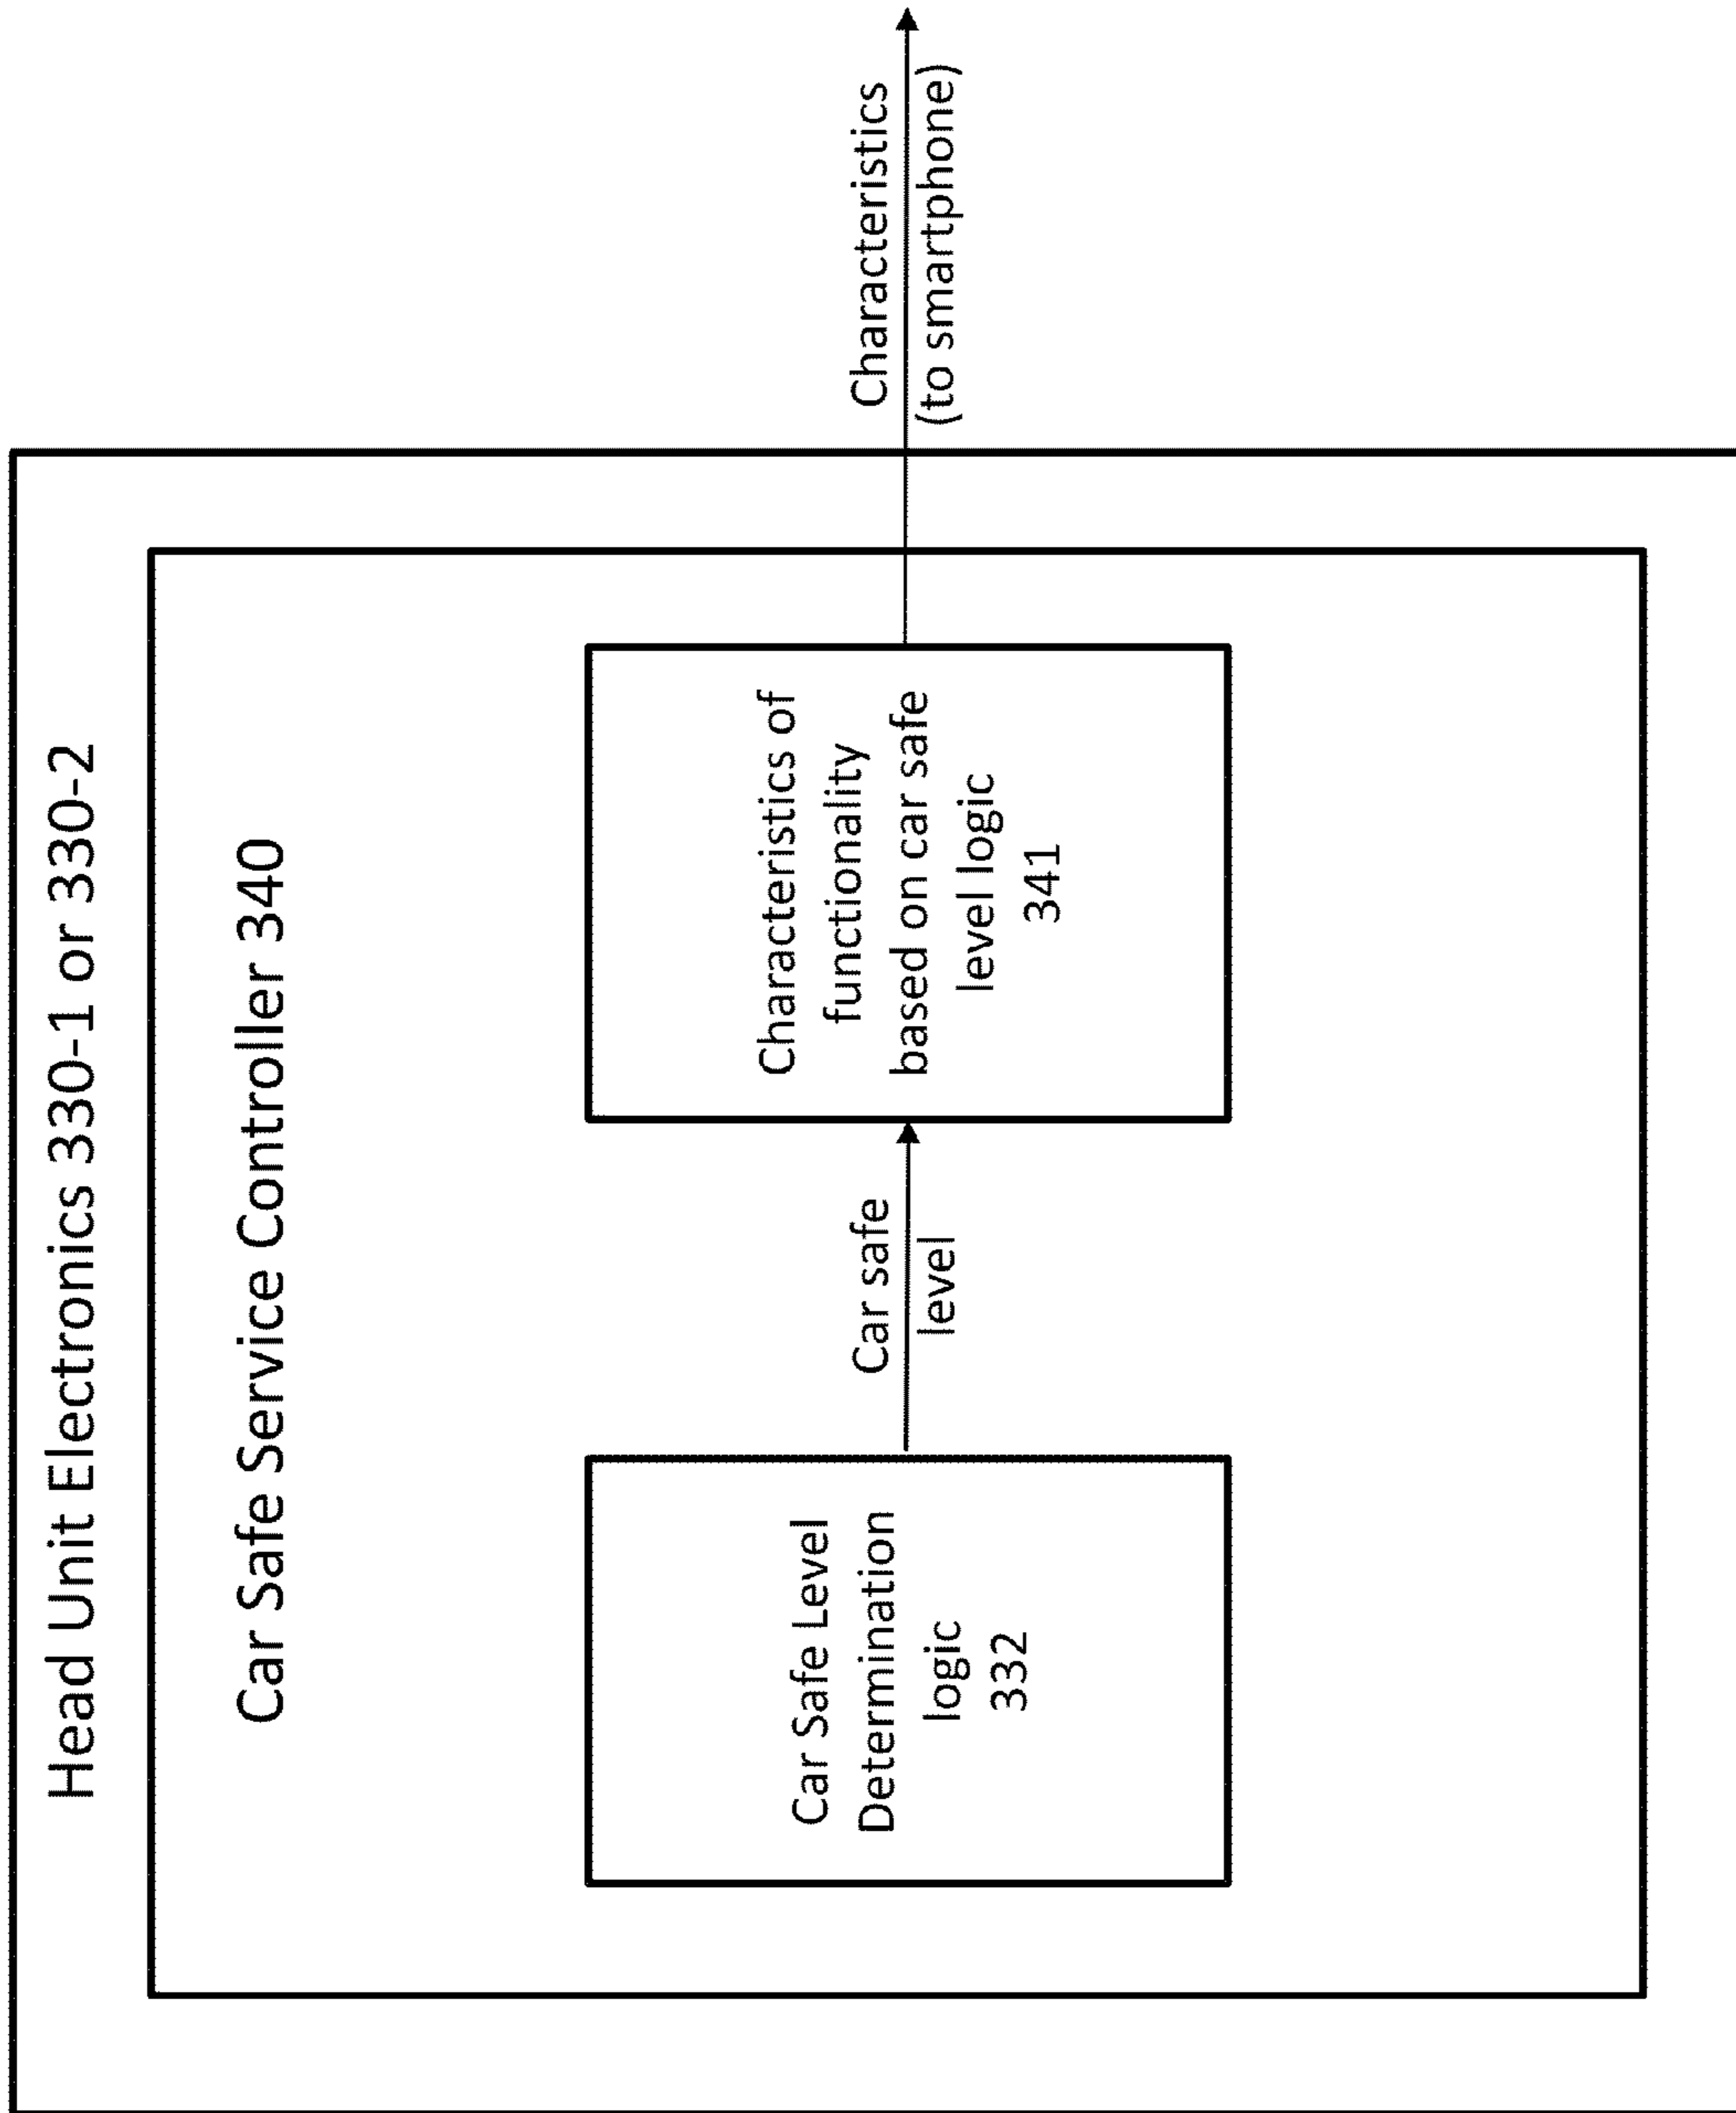 Head Unit Electronics 330-1 or 330-2
Car Safe Service Controller 340
Car Safe Level
Determination
logic
332
Car safe
level
Characteristics of
functionality
based on car safe
level logic
341
Characteristics
(to smartphone)